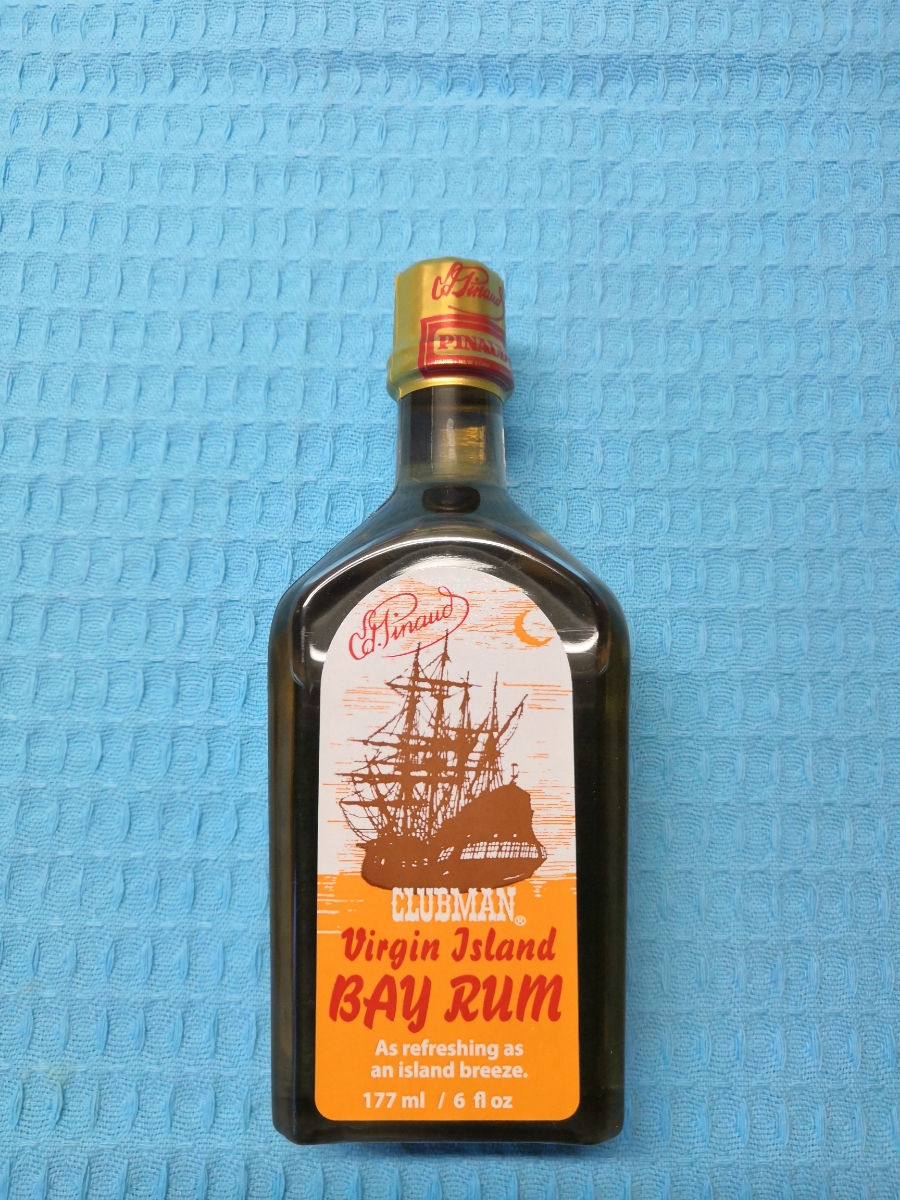 Ed. Pinaud
PINAUD
Ed. Pinaud
CLUBMAN®
Virgin Island
BAY RUM
As refreshing as
an island breeze.
177 ml / 6 fl oz